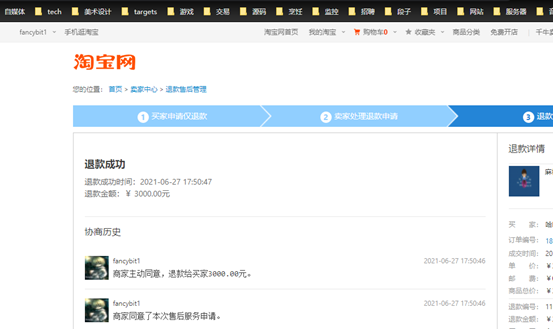 自媒体 tech 美术设计 targets 游戏 交易 源码 烹饪 监控 招聘 段子 项目 网站 服务器
fancybit1 手机逛淘宝 淘宝网首页 我的淘宝 购物车0 收藏夹 商品分类 免费开店 千牛卖
淘宝网
您的位置： 首页 > 卖家中心 > 退款售后管理
1 买家申请仅退款 2 卖家处理退款申请 3 退款
退款成功
退款成功时间：2021-06-27 17:50:47
退款金额：￥ 3000.00元
协商历史
fancybit1 2021-06-27 17:50:46
商家主动同意，退款给买家3000.00元。
fancybit1 2021-06-27 17:50:46
商家同意了本次售后服务申请。
退款详情
买 家：
订单编号： 18
成交时间： 20
单 价： ￥
邮 费： ￥
商品总价： ￥
退款编号： 11
退款金额： ￥